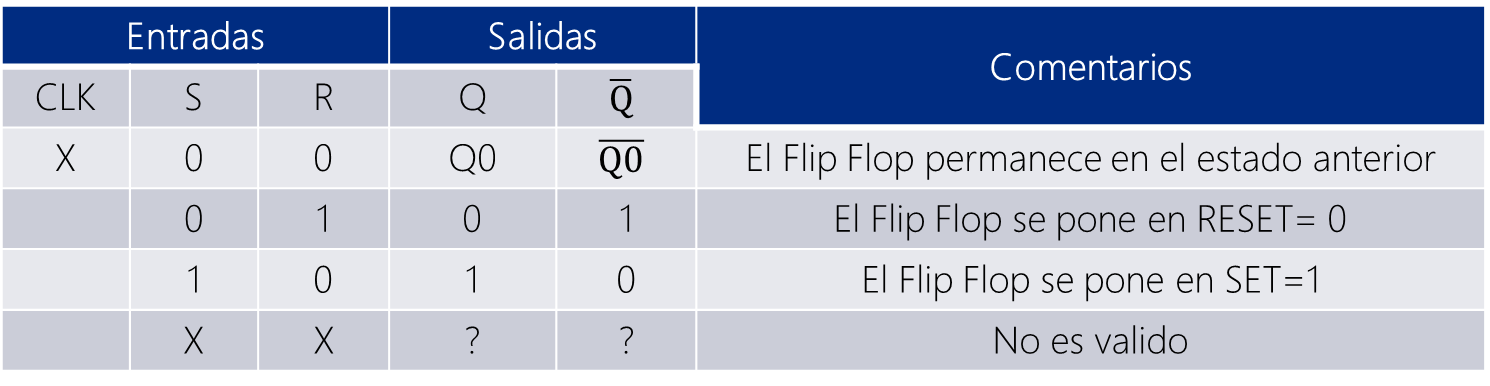 Entradas Salidas Comentarios
CLK S R Q Q̅
X 0 0 Q0 Q̅0̅ El Flip Flop permanece en el estado anterior
0 1 0 1 El Flip Flop se pone en RESET= 0
1 0 1 0 El Flip Flop se pone en SET=1
X X ? ? No es valido